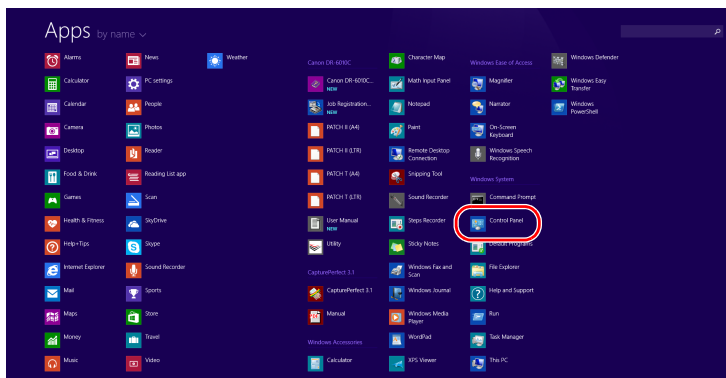 Apps by name
Alarms
Calculator
Calendar
Camera
Desktop
Food & Drink
Games
Health & Fitness
Help+Tips
Internet Explorer
Mail
Maps
Money
Music
News
PC settings
People
Photos
Reader
Reading List app
Scan
SkyDrive
Skype
Sound Recorder
Sports
Store
Travel
Video
Weather
Canon DR-6010C
Canon DR-6010C...
NEW
Job Registration...
NEW
PATCH II (A4)
PATCH II (LTR)
PATCH T (A4)
PATCH T (LTR)
User Manual
NEW
Utility
CapturePerfect 3.1
CapturePerfect 3.1
Manual
Windows Accessories
Calculator
Character Map
Math Input Panel
Notepad
Paint
Remote Desktop
Connection
Snipping Tool
Sound Recorder
Steps Recorder
Sticky Notes
Windows Fax and
Scan
Windows Journal
Windows Media
Player
WordPad
XPS Viewer
Windows Ease of Access
Magnifier
Narrator
On-Screen
Keyboard
Windows Speech
Recognition
Windows System
Command Prompt
Control Panel
Default Programs
File Explorer
Help and Support
Run
Task Manager
This PC
Windows Defender
Windows Easy
Transfer
Windows
PowerShell